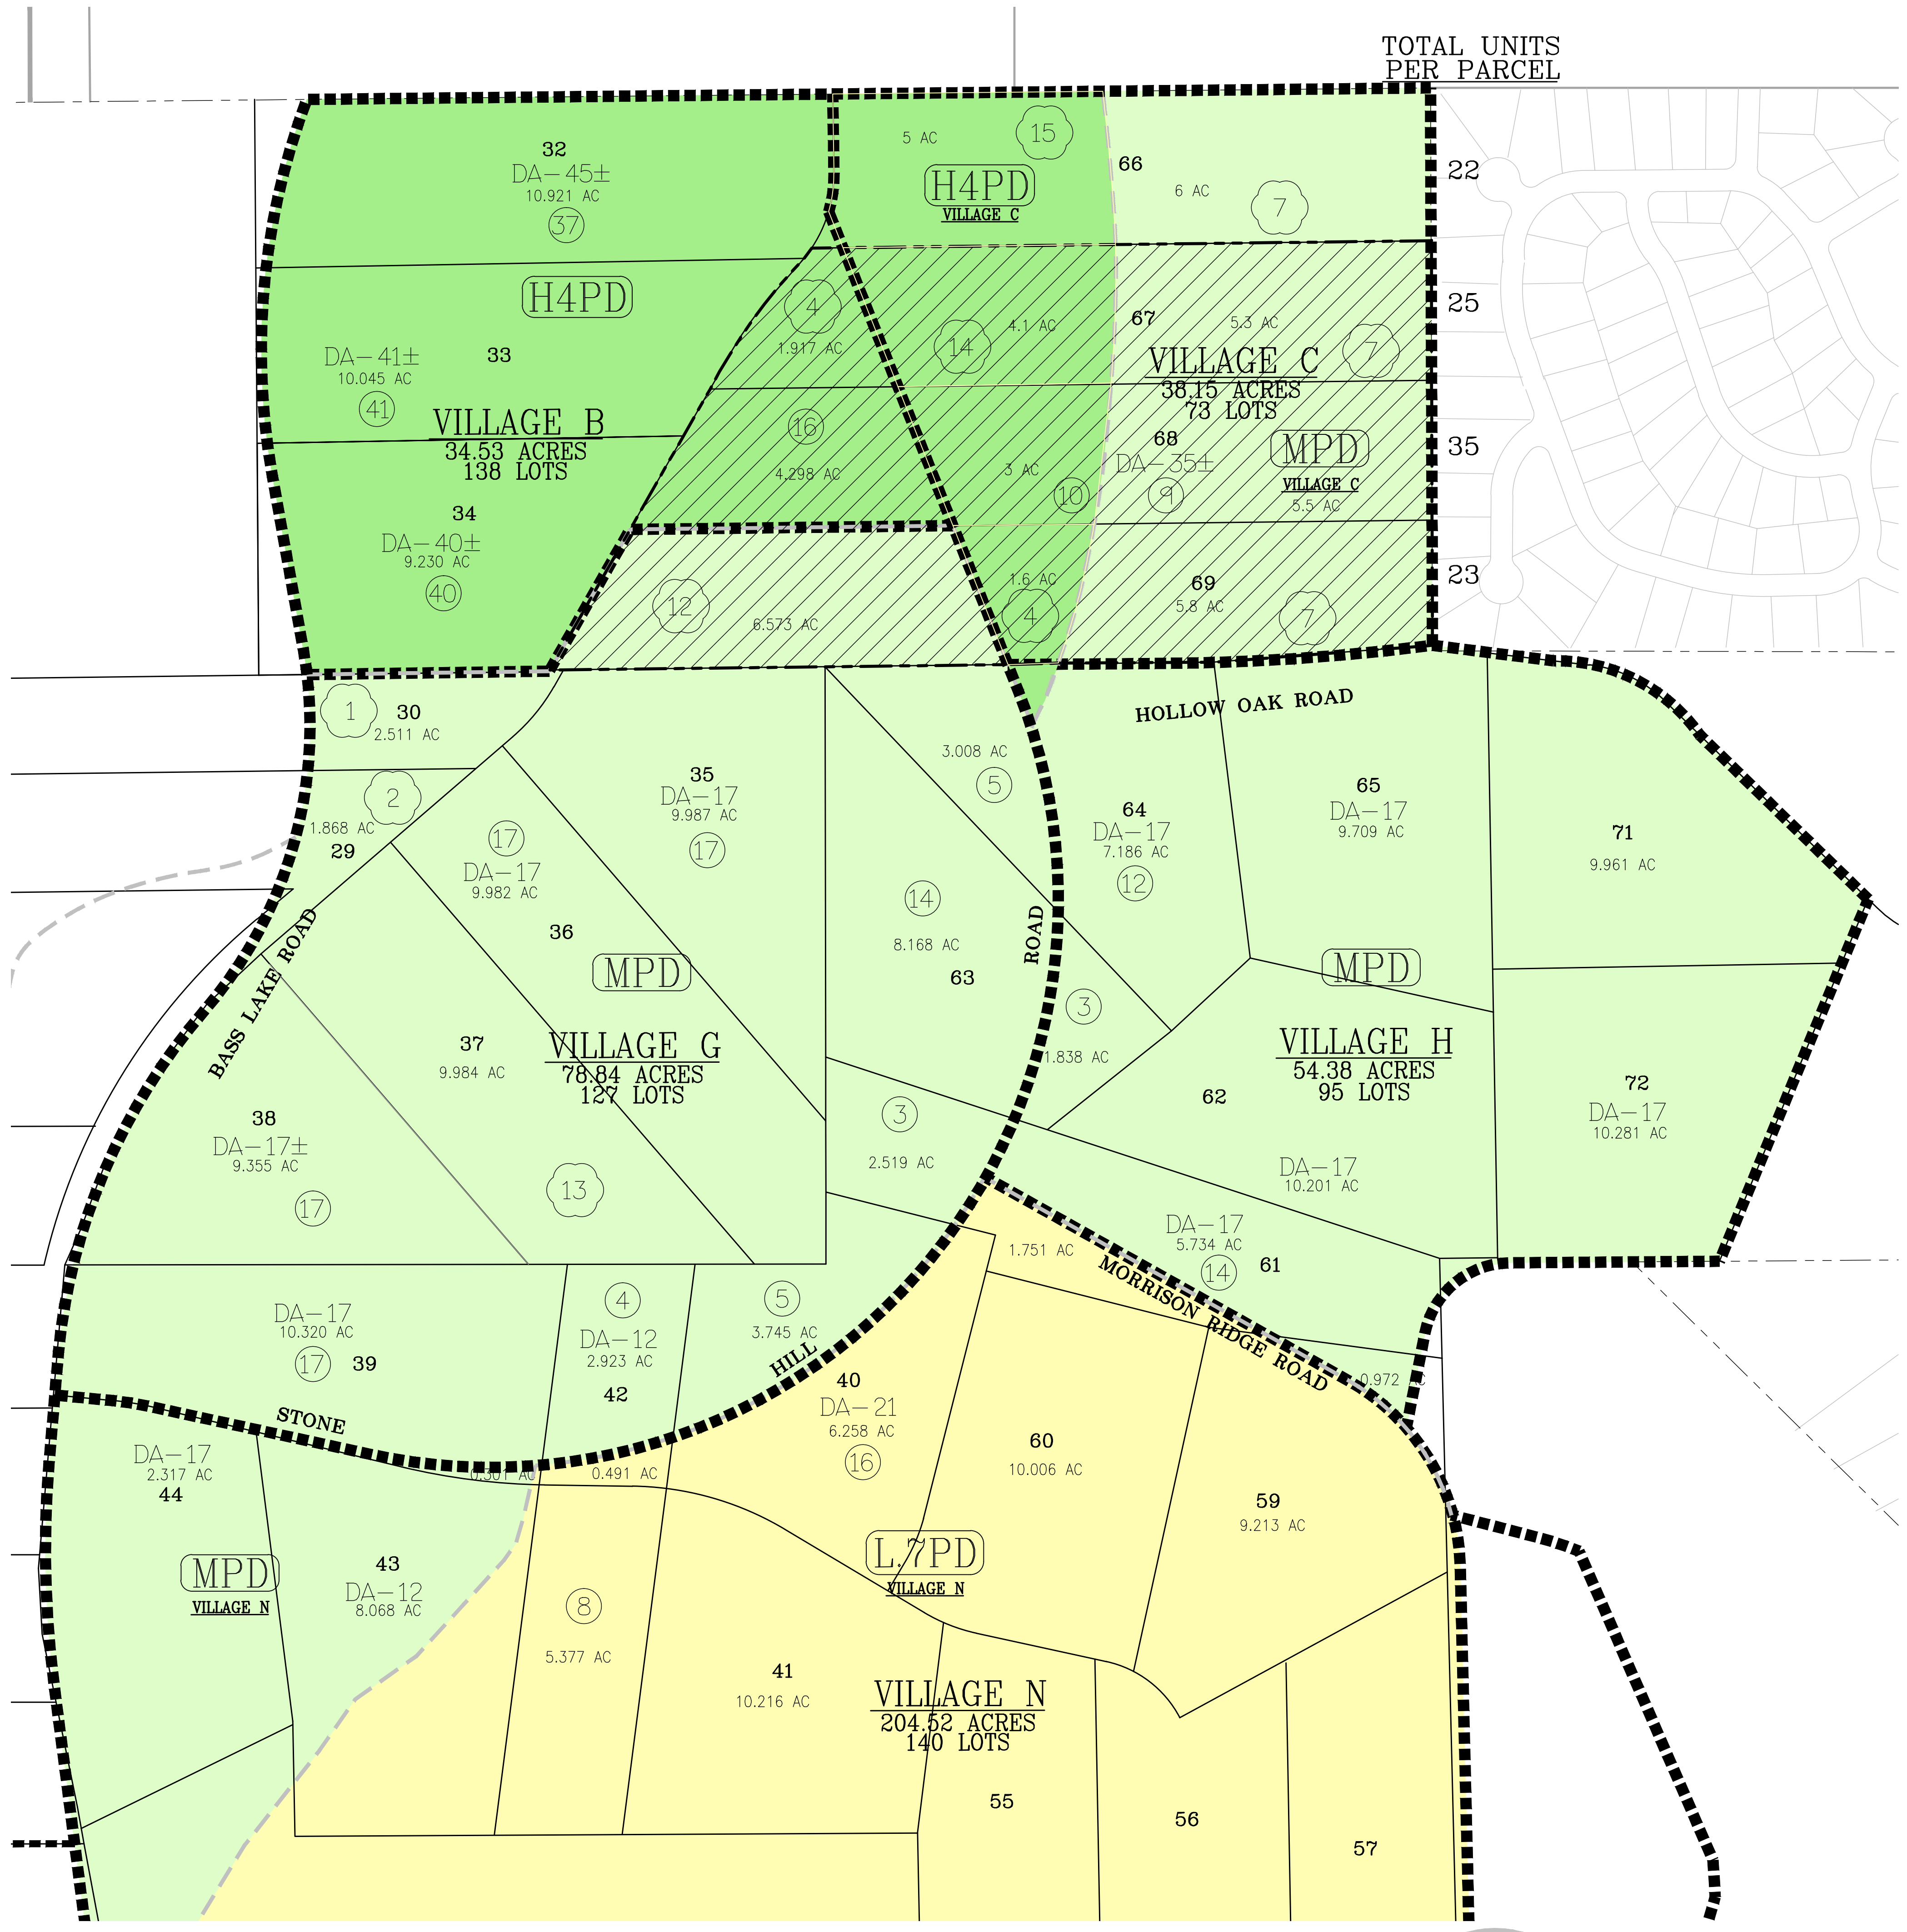 TOTAL UNITS
PER PARCEL
32
DA-45±
10.921 AC
37
5 AC
15
H4PD
VILLAGE C
66
6 AC
7
22
H4PD
DA-41±
10.045 AC
41
33
VILLAGE B
34.53 ACRES
138 LOTS
34
DA-40±
9.230 AC
40
4
1.917 AC
16
4.298 AC
14
4.1 AC
67
5.3 AC
7
VILLAGE C
38.15 ACRES
73 LOTS
25
68
DA-35±
9
MPD
VILLAGE C
5.5 AC
35
3 AC
10
12
6.573 AC
1.6 AC
4
69
5.8 AC
7
23
1
30
2.511 AC
2
1.868 AC
29
HOLLOW OAK ROAD
35
DA-17
9.987 AC
17
17
DA-17
9.982 AC
36
MPD
3.008 AC
5
64
DA-17
7.186 AC
12
65
DA-17
9.709 AC
71
9.961 AC
14
8.168 AC
63
ROAD
MPD
BASS LAKE ROAD
37
9.984 AC
VILLAGE G
78.84 ACRES
127 LOTS
3
1.838 AC
VILLAGE H
54.38 ACRES
95 LOTS
62
DA-17
10.201 AC
72
DA-17
10.281 AC
38
DA-17±
9.355 AC
17
13
3
2.519 AC
1.751 AC
DA-17
5.734 AC
14
61
MORRISON RIDGE ROAD
0.972 AC
DA-17
10.320 AC
17
39
4
DA-12
2.923 AC
42
5
3.745 AC
HILL
STONE
40
DA-21
6.258 AC
16
DA-17
2.317 AC
44
0.301 AC
0.491 AC
60
10.006 AC
59
9.213 AC
MPD
VILLAGE N
43
DA-12
8.068 AC
L.7PD
VILLAGE N
8
5.377 AC
41
10.216 AC
VILLAGE N
204.52 ACRES
140 LOTS
55
56
57